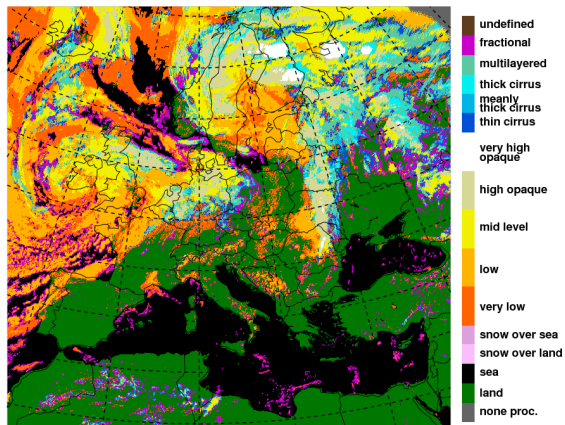 undefined
fractional
multilayered
thick cirrus
meanly
thick cirrus
thin cirrus
very high
opaque
high opaque
mid level
low
very low
snow over sea
snow over land
sea
land
none proc.